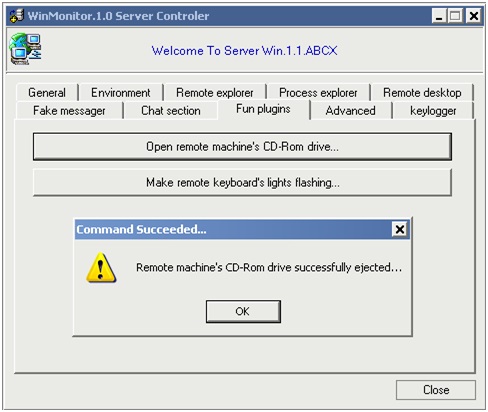 WinMonitor.1.0 Server Controler
Welcome To Server Win.1.1.ABCX
General Environment Remote explorer Process explorer Remote desktop
Fake messager Chat section Fun plugins Advanced keylogger
Open remote machine's CD-Rom drive...
Make remote keyboard's lights flashing...
Command Succeeded...
Remote machine's CD-Rom drive successfully ejected...
OK
Close